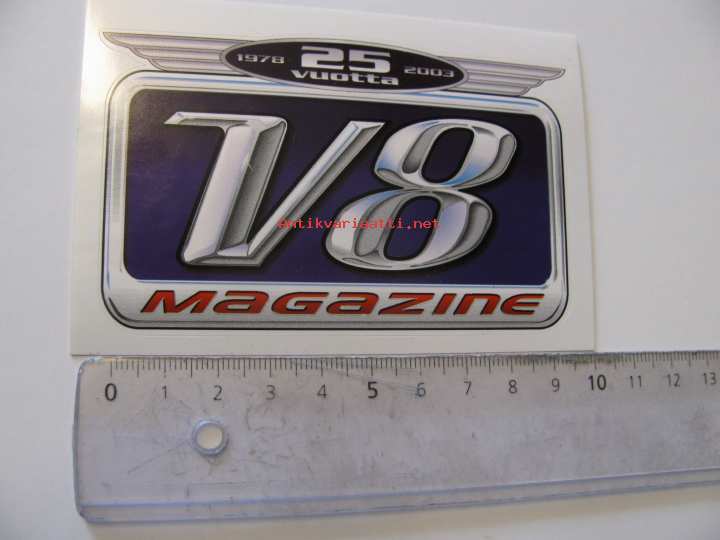 1978 25 2003
vuotta
V8
Antikvariaatti.net
MAGAZINE
0 1 2 3 4 5 6 7 8 9 10 11 12 13